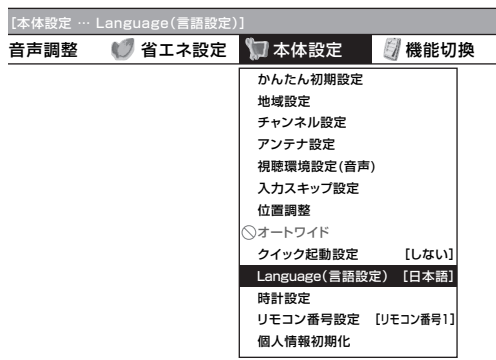 [本体設定 … Language(言語設定)]
音声調整 省エネ設定 本体設定 機能切換
かんたん初期設定
地域設定
チャンネル設定
アンテナ設定
視聴環境設定(音声)
入力スキップ設定
位置調整
オートワイド
クイック起動設定 [しない]
Language(言語設定) [日本語]
時計設定
リモコン番号設定 [リモコン番号1]
個人情報初期化